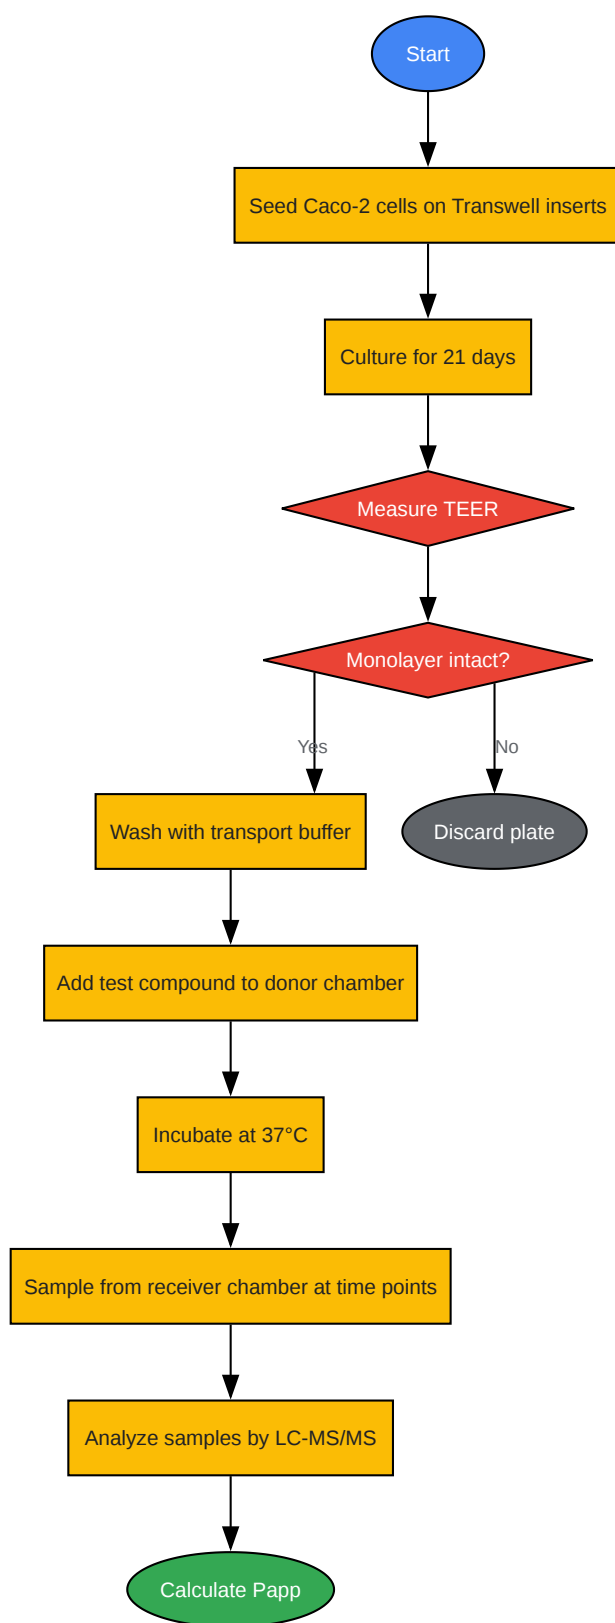 Start
Seed Caco-2 cells on Transwell inserts
Culture for 21 days
Measure TEER
Monolayer intact?
Yes
No
Wash with transport buffer
Discard plate
Add test compound to donor chamber
Incubate at 37°C
Sample from receiver chamber at time points
Analyze samples by LC-MS/MS
Calculate Papp